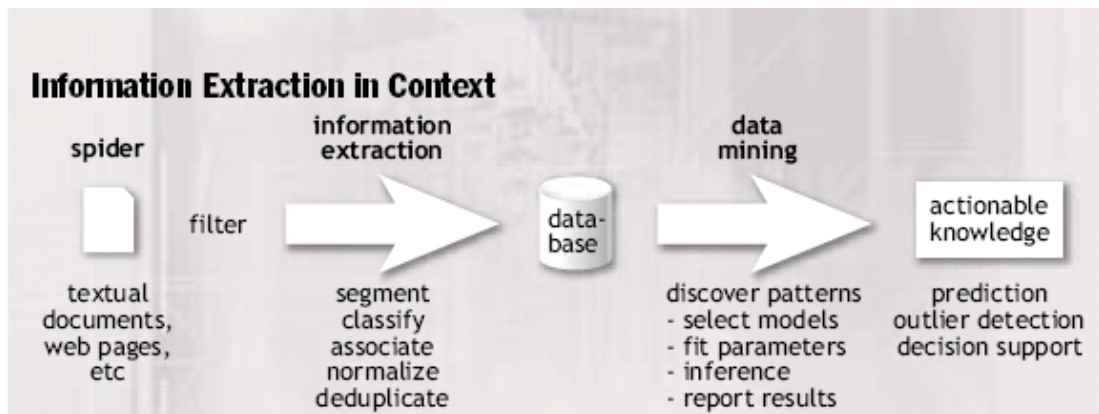 Information Extraction in Context
spider
information
extraction
data
mining
filter
data-
base
actionable
knowledge
textual
documents,
web pages,
etc
segment
classify
associate
normalize
deduplicate
discover patterns
- select models
- fit parameters
- inference
- report results
prediction
outlier detection
decision support